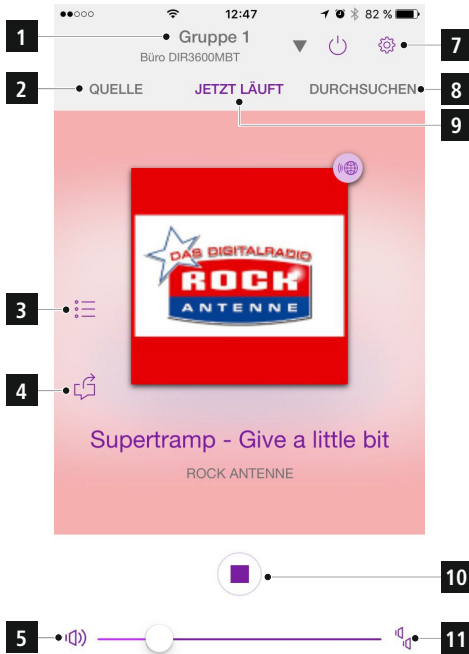 12:47
82 %
1
Gruppe 1
7
Büro DIR3600MBT
2
QUELLE
JETZT LÄUFT
DURCHSUCHEN
8
9
DAS DIGITALRADIO
ROCK
ANTENNE
3
4
Supertramp - Give a little bit
ROCK ANTENNE
10
5
11